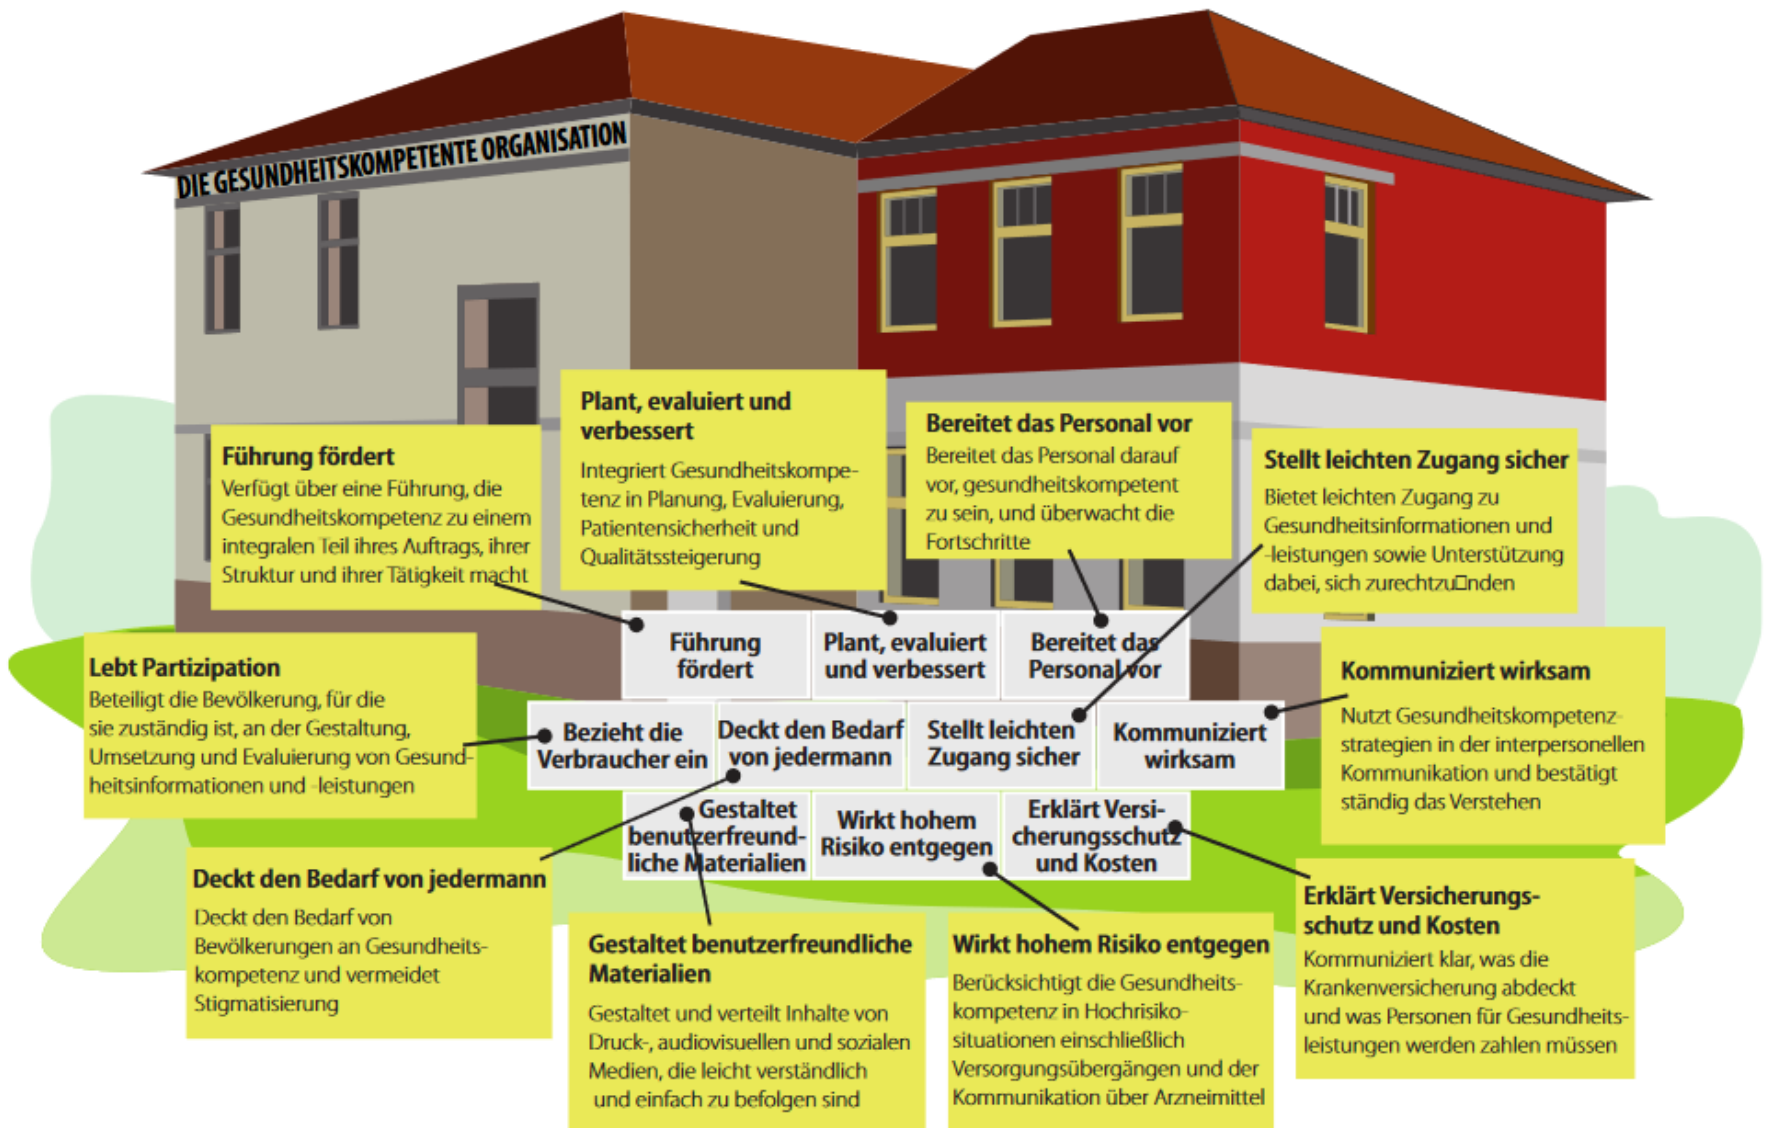 DIE GESUNDHEITSKOMPETENTE ORGANISATION
Führung fördert
Verfügt über eine Führung, die
Gesundheitskompetenz zu einem
integralen Teil ihres Auftrags, ihrer
Struktur und ihrer Tätigkeit macht
Plant, evaluiert und
verbessert
Integriert Gesundheitskompe-
tenz in Planung, Evaluierung,
Patientensicherheit und
Qualitätssteigerung
Bereitet das Personal vor
Bereitet das Personal darauf
vor, gesundheitskompetent
zu sein, und überwacht die
Fortschritte
Stellt leichten Zugang sicher
Bietet leichten Zugang zu
Gesundheitsinformationen und
-leistungen sowie Unterstützung
dabei, sich zurechtzu□nden
Lebt Partizipation
Beteiligt die Bevölkerung, für die
sie zuständig ist, an der Gestaltung,
Umsetzung und Evaluierung von Gesund-
heitsinformationen und -leistungen
Führung
fördert
Plant, evaluiert
und verbessert
Bereitet das
Personal vor
Bezieht die
Verbraucher ein
Deckt den Bedarf
von jedermann
Stellt leichten
Zugang sicher
Kommuniziert
wirksam
Gestaltet
benutzerfreund-
liche Materialien
Wirkt hohem
Risiko entgegen
Erklärt Versi-
cherungsschutz
und Kosten
Kommuniziert wirksam
Nutzt Gesundheitskompetenz-
strategien in der interpersonellen
Kommunikation und bestätigt
ständig das Verstehen
Deckt den Bedarf von jedermann
Deckt den Bedarf von
Bevölkerungen an Gesundheits-
kompetenz und vermeidet
Stigmatisierung
Gestaltet benutzerfreundliche
Materialien
Gestaltet und verteilt Inhalte von
Druck-, audiovisuellen und sozialen
Medien, die leicht verständlich
und einfach zu befolgen sind
Wirkt hohem Risiko entgegen
Berücksichtigt die Gesundheits-
kompetenz in Hochrisiko-
situationen einschließlich
Versorgungsübergängen und der
Kommunikation über Arzneimittel
Erklärt Versicherungs-
schutz und Kosten
Kommuniziert klar, was die
Krankenversicherung abdeckt
und was Personen für Gesundheits-
leistungen werden zahlen müssen